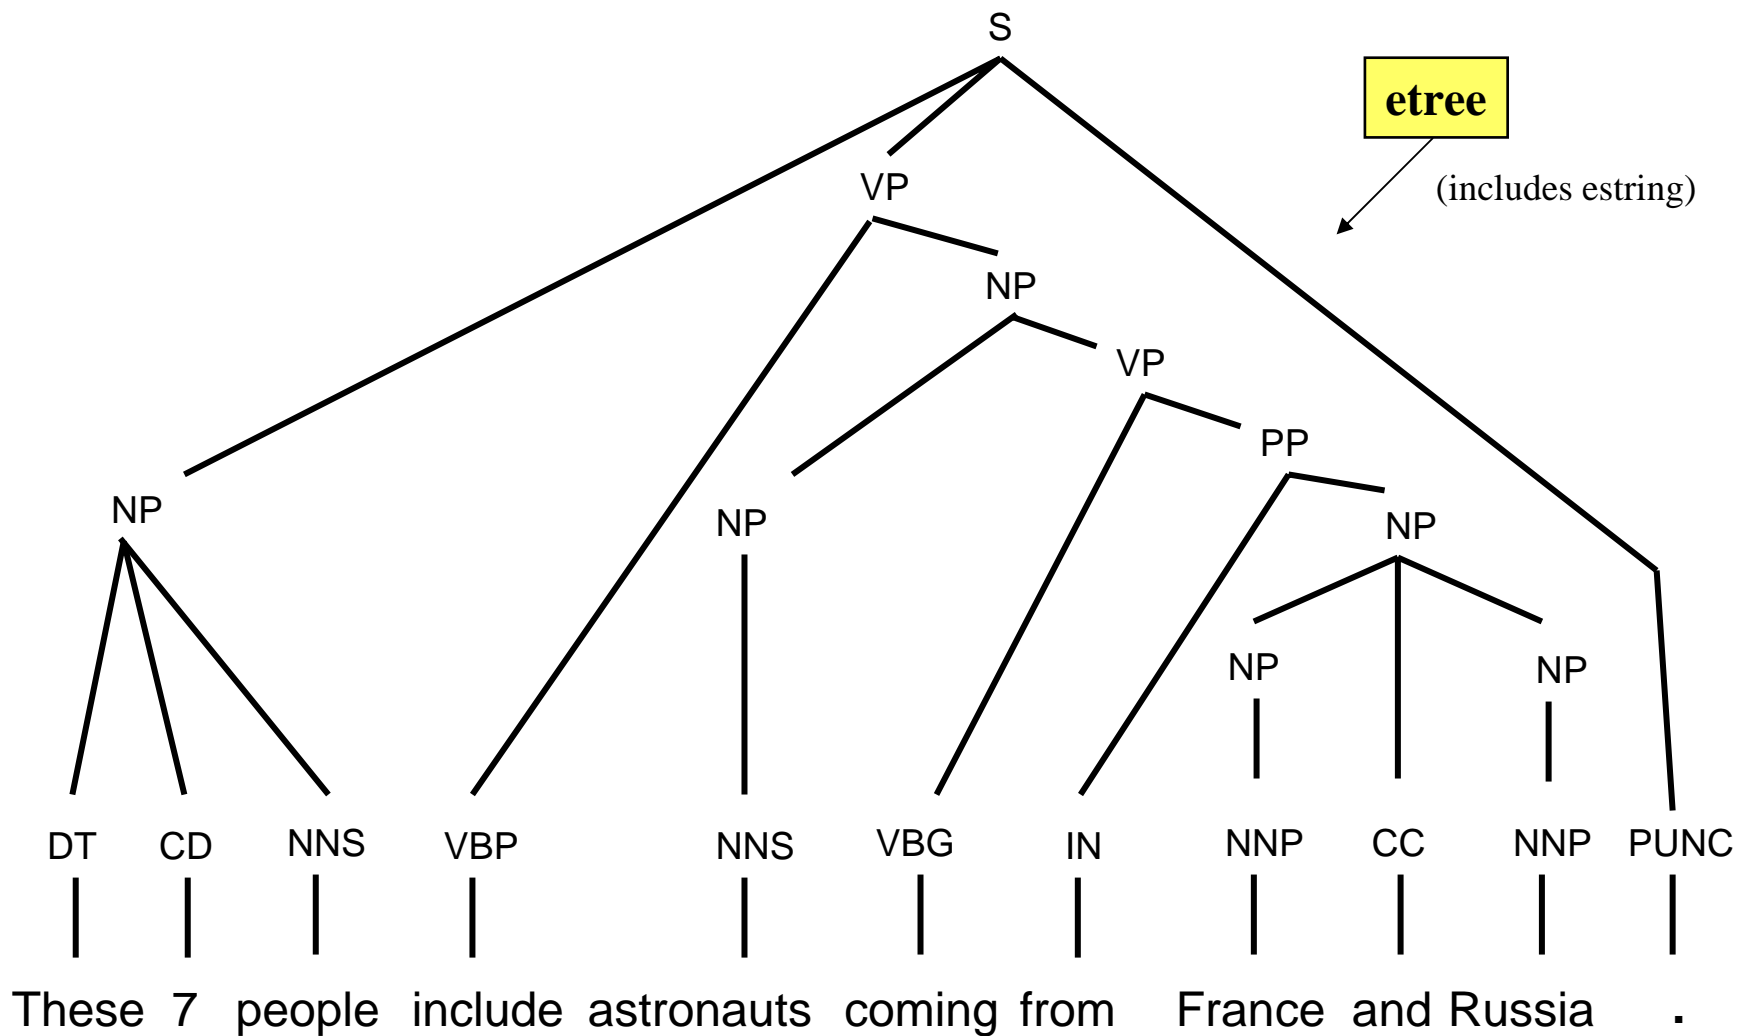 S
etree
VP
(includes estring)
NP
VP
PP
NP
NP
NP
NP
NP
DT CD NNS VBP NNS VBG IN NNP CC NNP PUNC
These 7 people include astronauts coming from France and Russia .